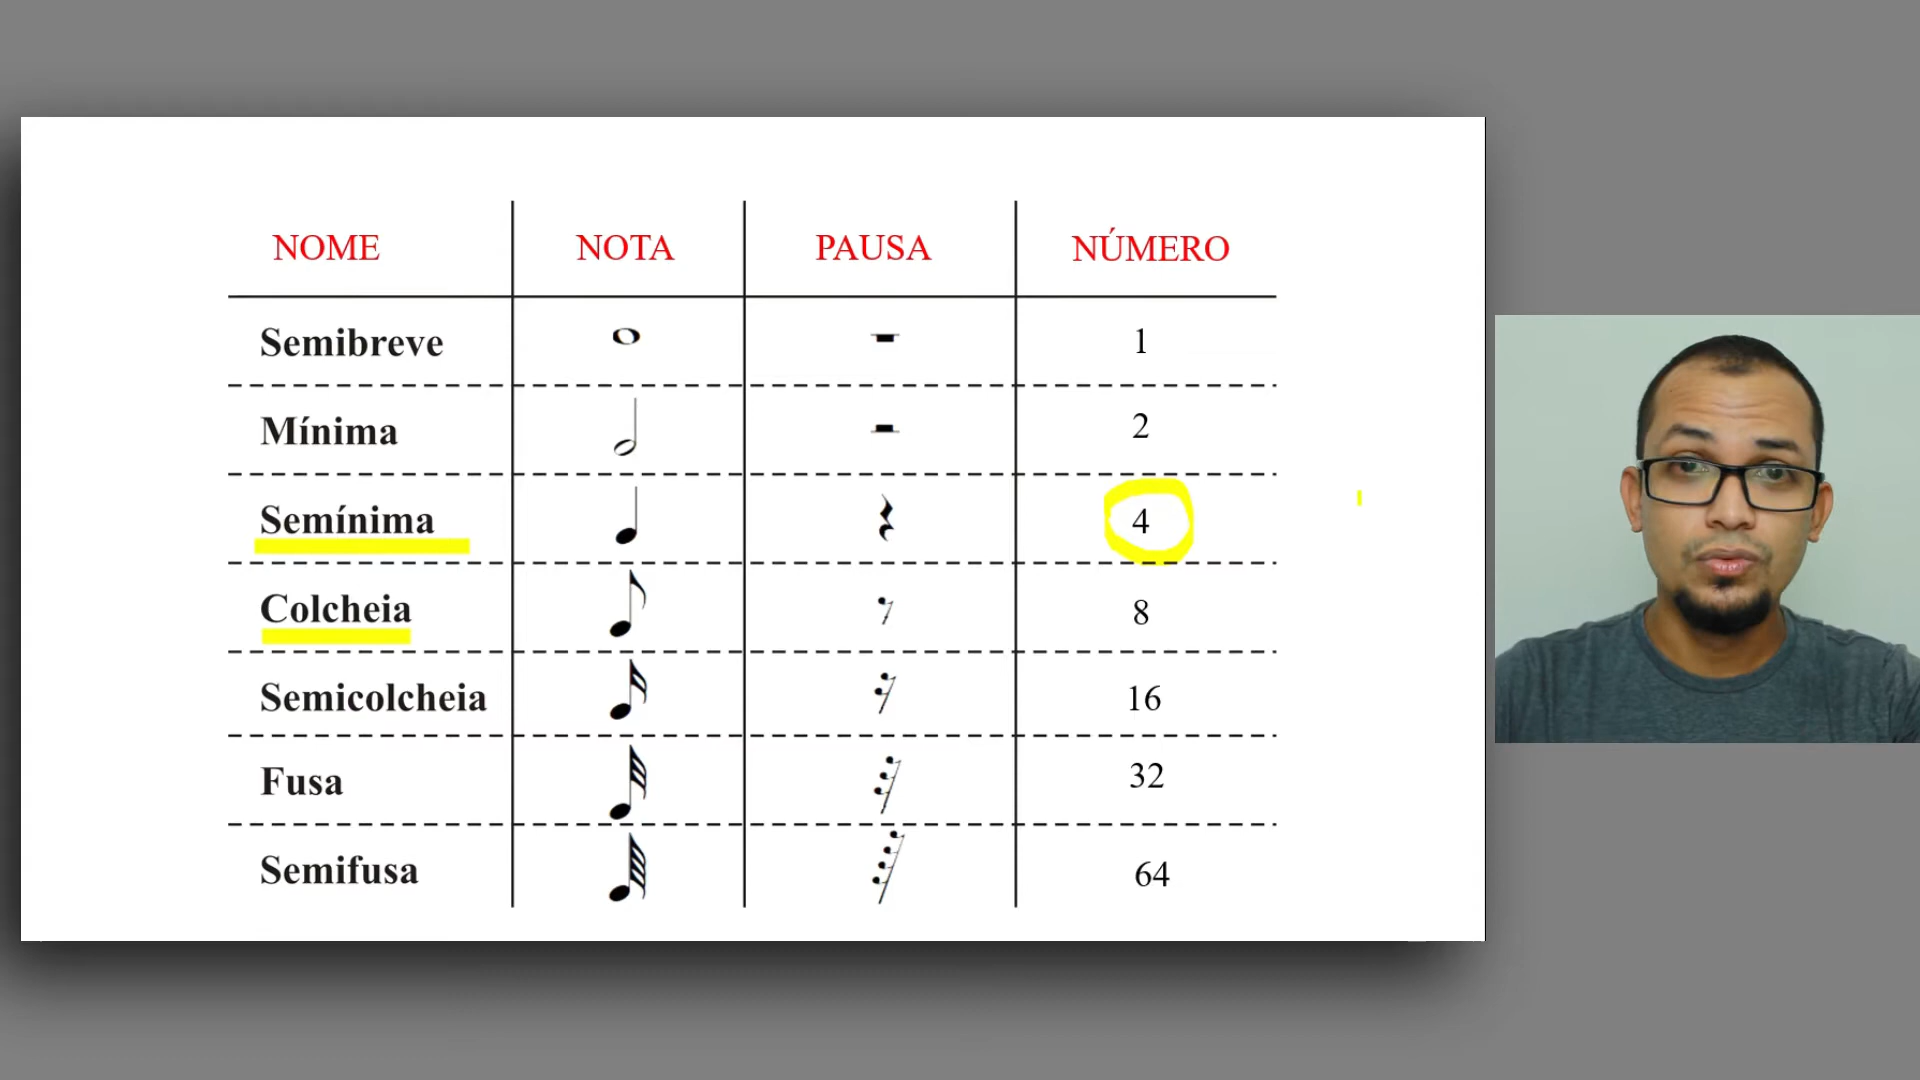 NOME NOTA PAUSA NÚMERO
Semibreve 1
Mínima 2
Semínima 4
Colcheia 8
Semicolcheia 16
Fusa 32
Semifusa 64